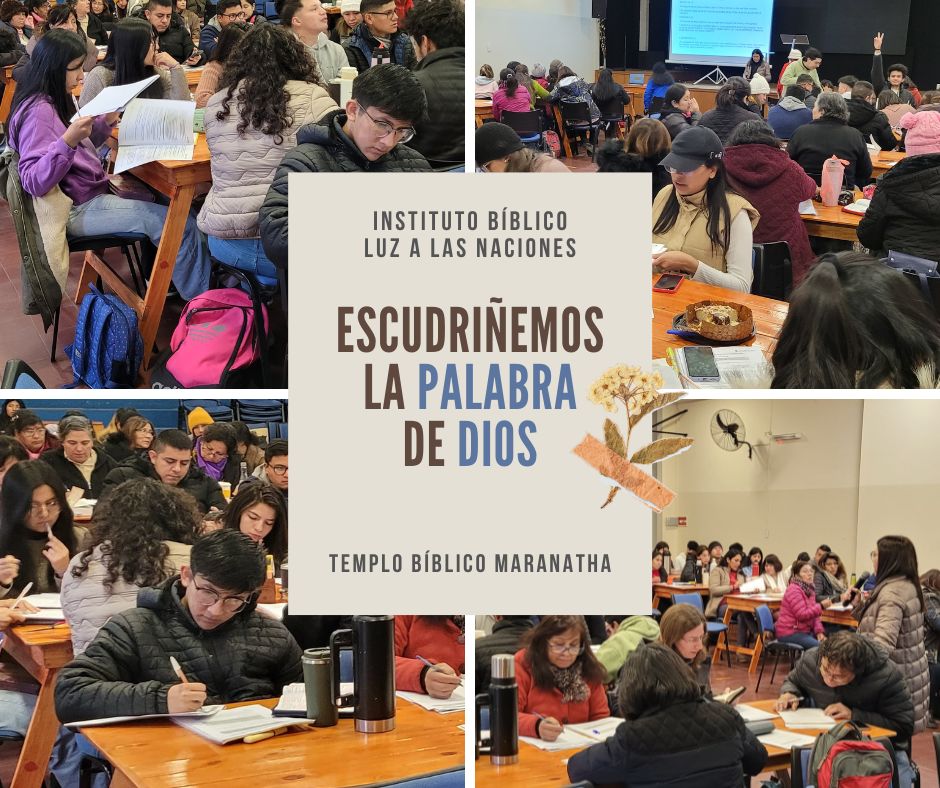 INSTITUTO BÍBLICO
LUZ A LAS NACIONES
ESCUDRIÑEMOS
LA PALABRA
DE DIOS
TEMPLO BÍBLICO MARANATHA